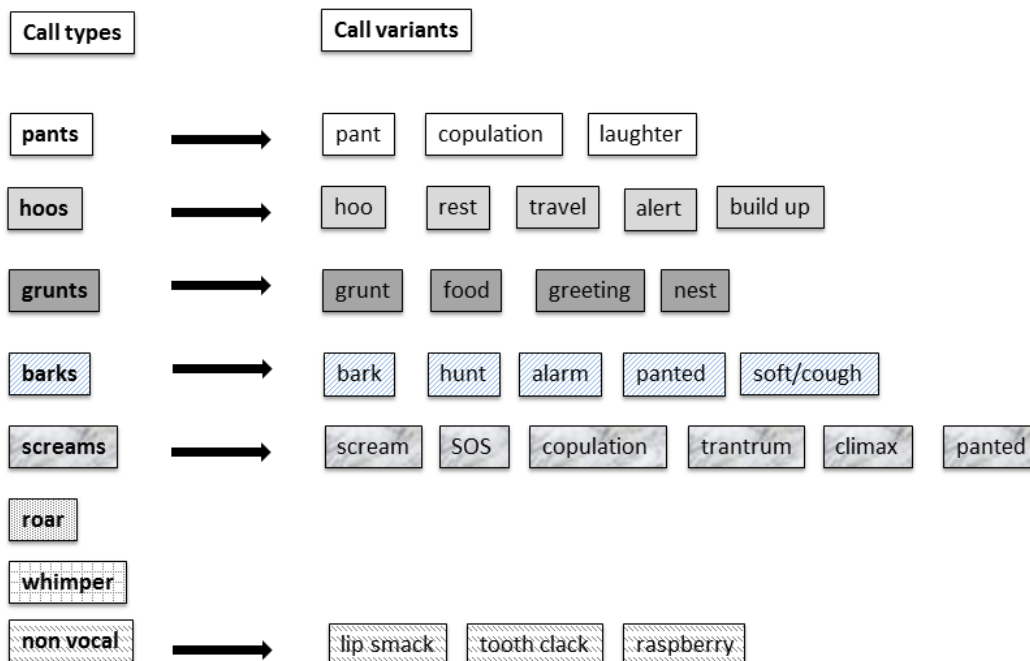 Call types Call variants
pants pant copulation laughter
hoos hoo rest travel alert build up
grunts grunt food greeting nest
barks bark hunt alarm panted soft/cough
screams scream SOS copulation trantrum climax panted
roar
whimper
non vocal lip smack tooth clack raspberry